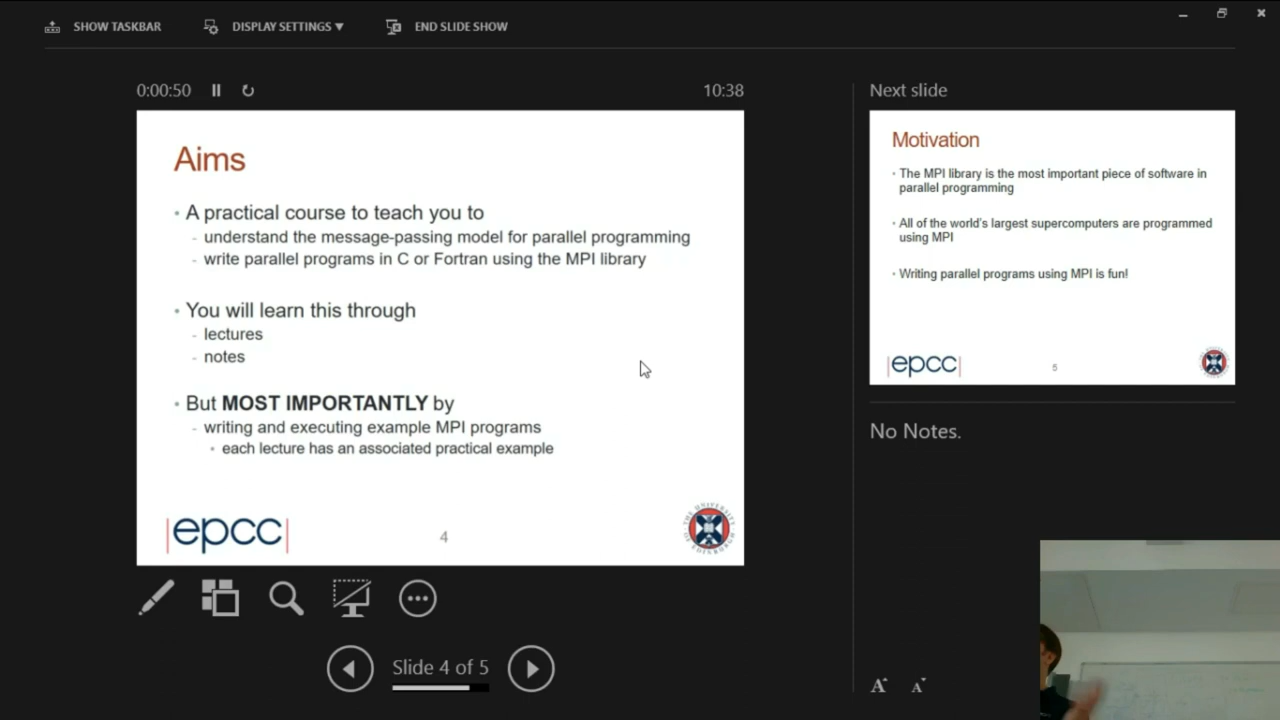 SHOW TASKBAR
DISPLAY SETTINGS ▼
END SLIDE SHOW
0:00:50
10:38
Aims
• A practical course to teach you to
- understand the message-passing model for parallel programming
- write parallel programs in C or Fortran using the MPI library
• You will learn this through
- lectures
- notes
• But MOST IMPORTANTLY by
- writing and executing example MPI programs
• each lecture has an associated practical example
|epcc|
4
THE UNIVERSITY OF EDINBURGH
Slide 4 of 5
Next slide
Motivation
• The MPI library is the most important piece of software in
parallel programming
• All of the world's largest supercomputers are programmed
using MPI
• Writing parallel programs using MPI is fun!
|epcc|
5
No Notes.
A A